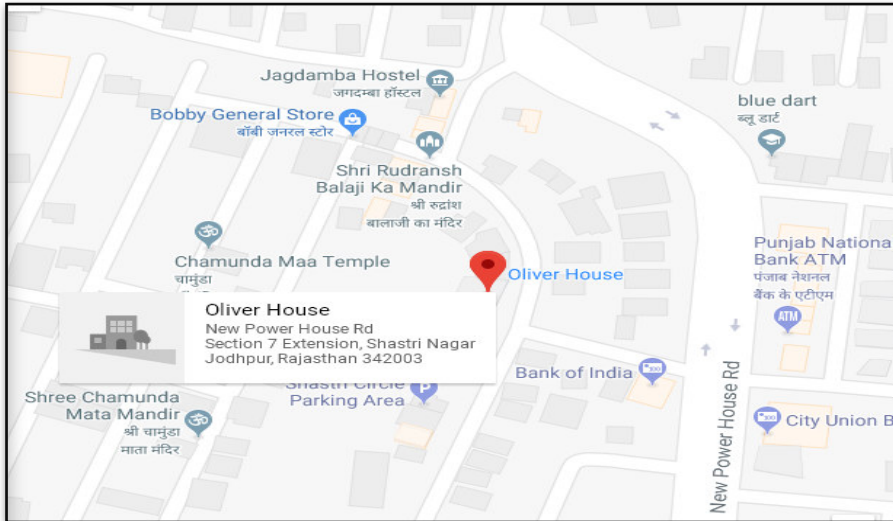 Jagdamba Hostel
जगदम्बा हॉस्टल
Bobby General Store
बॉबी जनरल स्टोर
blue dart
ब्लू डार्ट
Shri Rudransh
Balaji Ka Mandir
श्री रुद्रांश
बालाजी का मंदिर
Chamunda Maa Temple
चामुंडा
Punjab Nationa
Bank ATM
पंजाब नेशनल
बैंक के एटीएम
ATM
Oliver House
Oliver House
New Power House Rd
Section 7 Extension, Shastri Nagar
Jodhpur, Rajasthan 342003
Shastri Circle
Parking Area
P
Bank of India
Shree Chamunda
Mata Mandir
श्री चामुंडा
माता मंदिर
City Union B
New Power House Rd